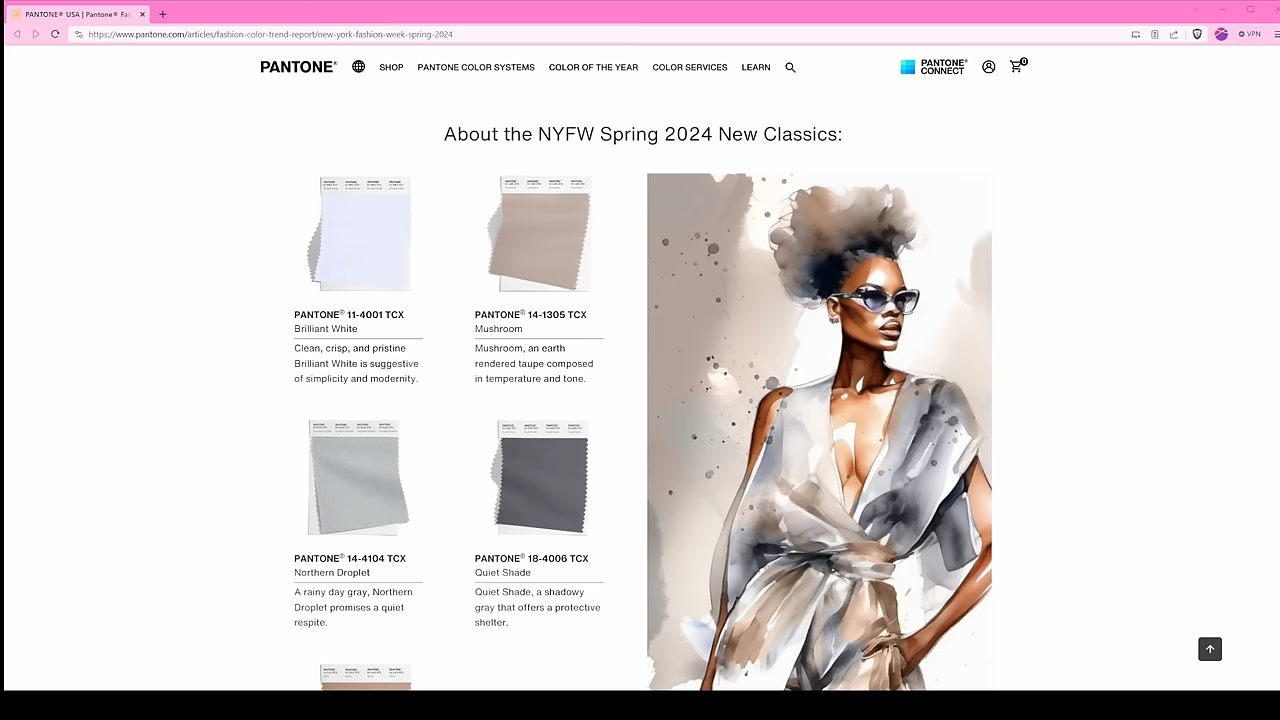 PANTONE® USA | Pantone® Fas
https://www.pantone.com/articles/fashion-color-trend-report/new-york-fashion-week-spring-2024
VPN
PANTONE®
SHOP
PANTONE COLOR SYSTEMS
COLOR OF THE YEAR
COLOR SERVICES
LEARN
PANTONE®
CONNECT
0
About the NYFW Spring 2024 New Classics:
PANTONE® 11-4001 TCX
Brilliant White
Clean, crisp, and pristine
Brilliant White is suggestive
of simplicity and modernity.
PANTONE® 14-1305 TCX
Mushroom
Mushroom, an earth
rendered taupe composed
in temperature and tone.
PANTONE® 14-4104 TCX
Northern Droplet
A rainy day gray, Northern
Droplet promises a quiet
respite.
PANTONE® 18-4006 TCX
Quiet Shade
Quiet Shade, a shadowy
gray that offers a protective
shelter.